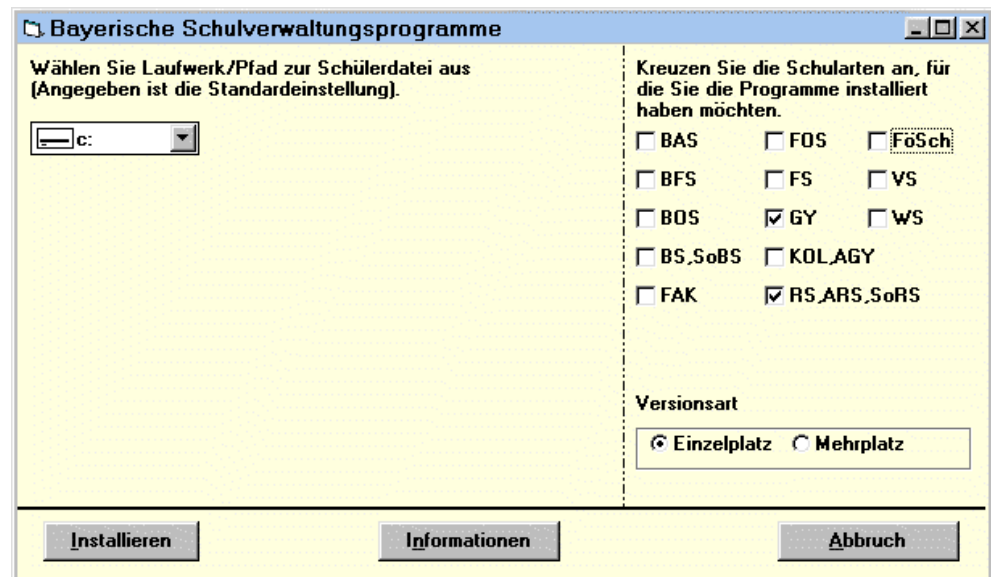 Bayerische Schulverwaltungsprogramme
Wählen Sie Laufwerk/Pfad zur Schülerdatei aus
(Angegeben ist die Standardeinstellung).
c:
Kreuzen Sie die Schularten an, für
die Sie die Programme installiert
haben möchten.
BAS FOS FöSch
BFS FS VS
BOS GY WS
BS,SoBS KOL,AGY
FAK RS,ARS,SoRS
Versionsart
Einzelplatz Mehrplatz
Installieren Informationen Abbruch